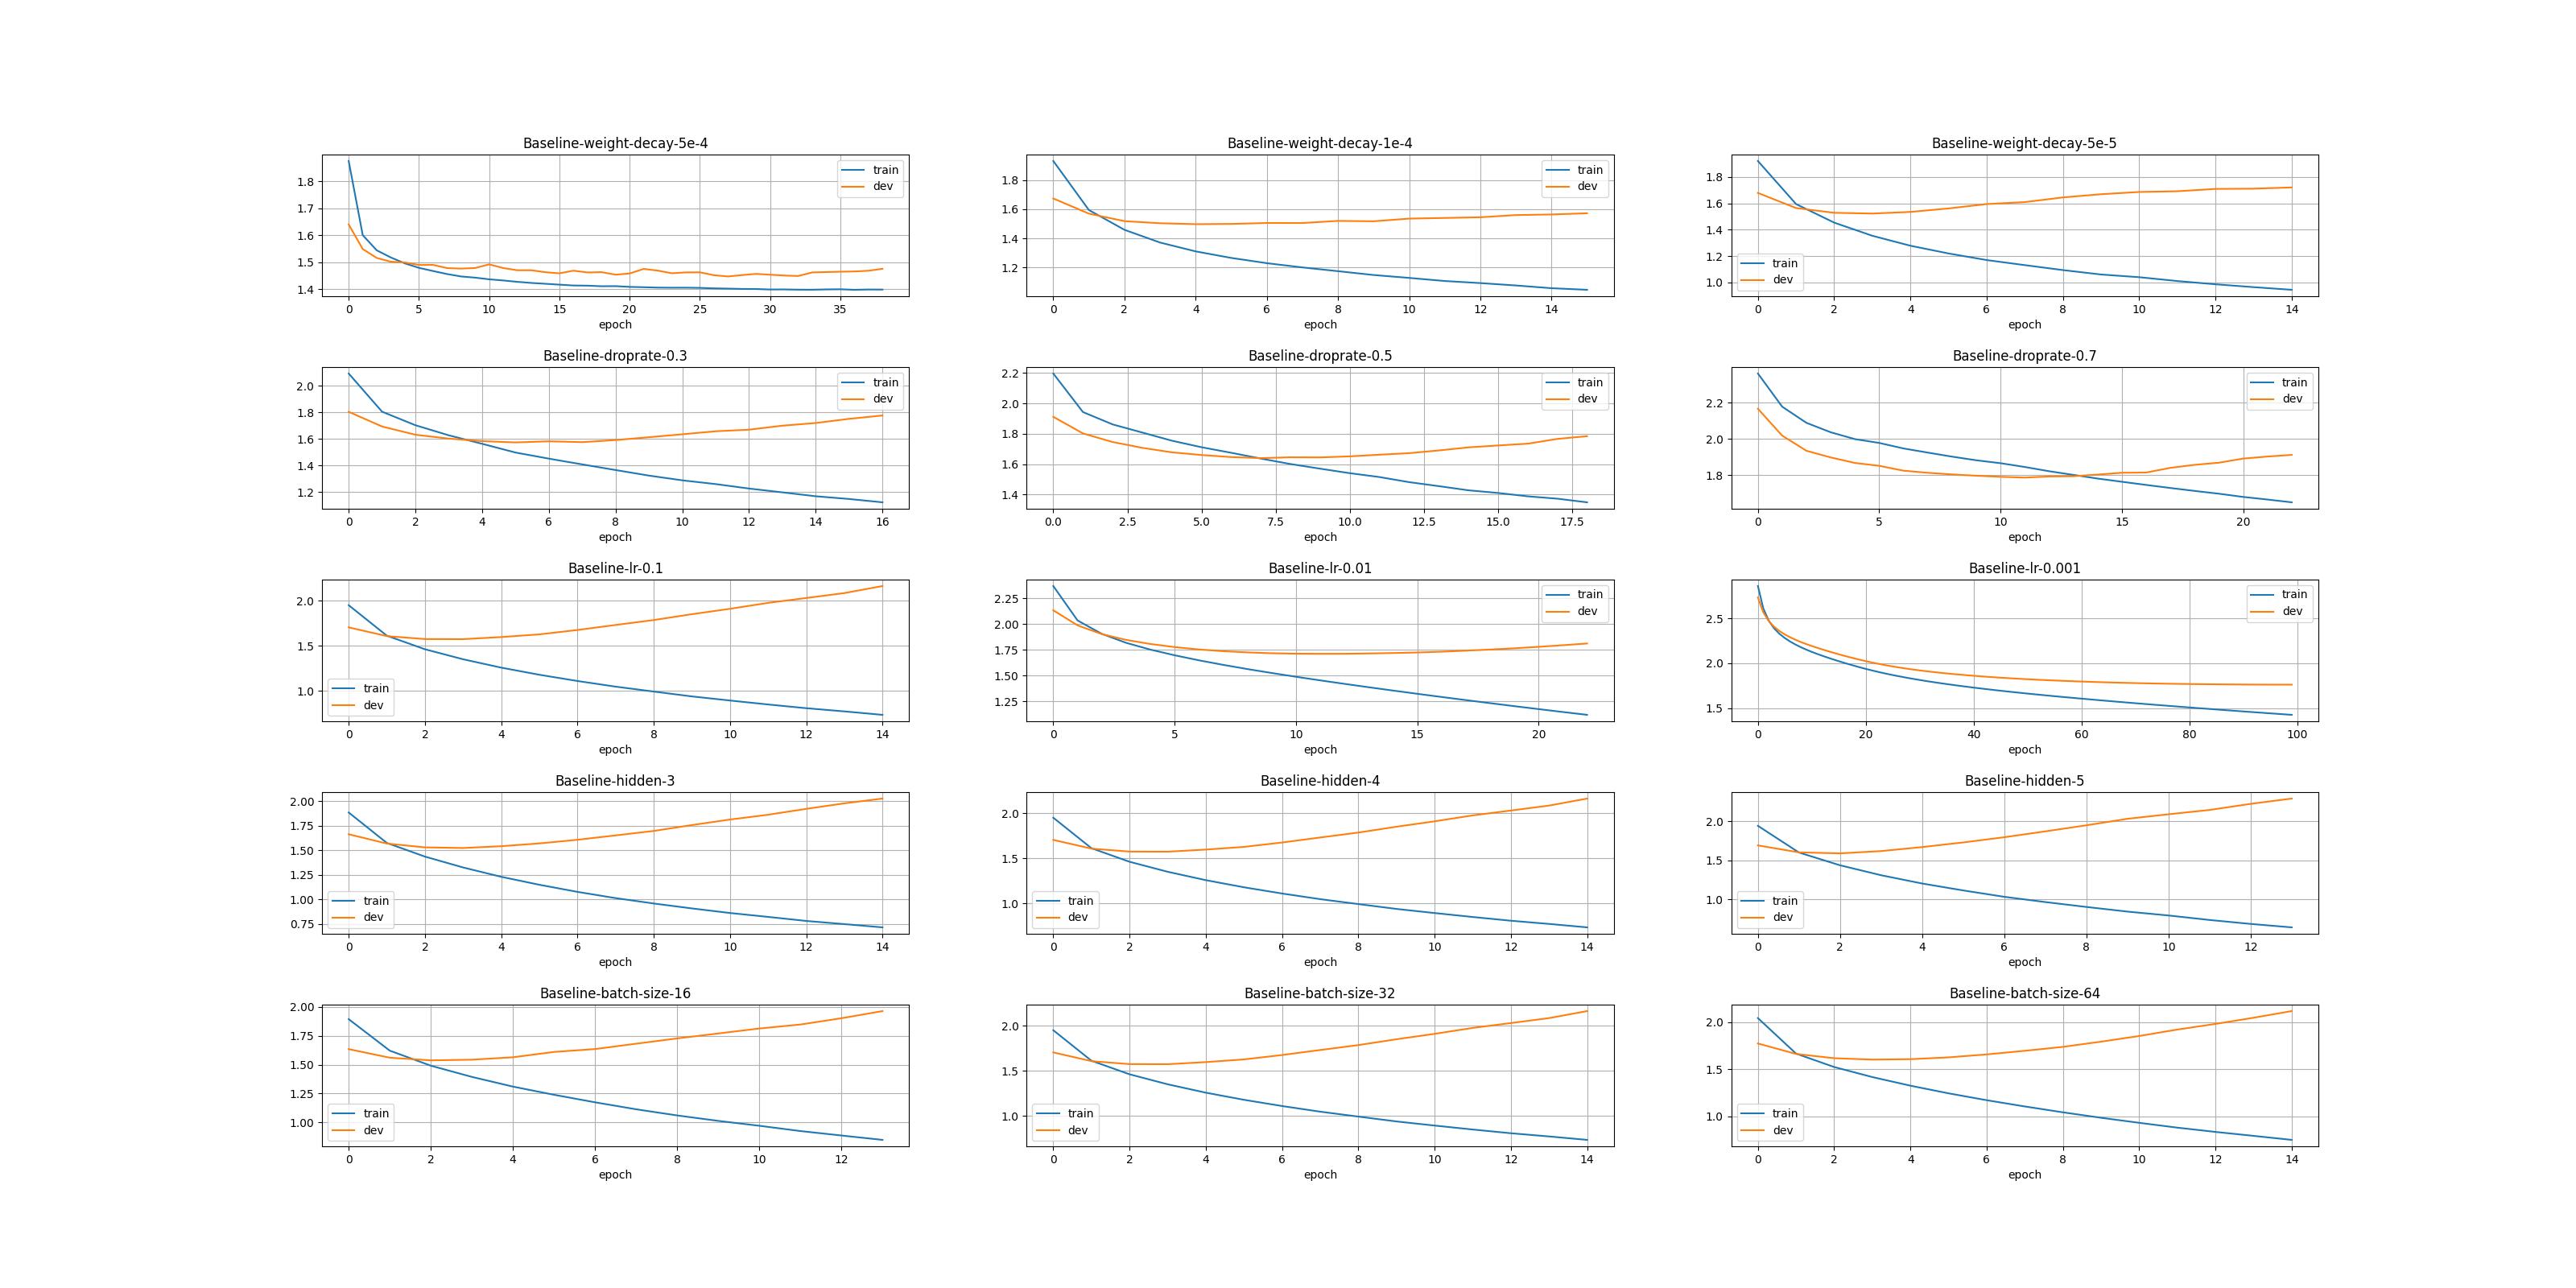 Baseline-weight-decay-5e-4
1.8
1.7
1.6
1.5
1.4
train
dev
0 5 10 15 20 25 30 35
epoch
Baseline-weight-decay-1e-4
1.8
1.6
1.4
1.2
train
dev
0 2 4 6 8 10 12 14
epoch
Baseline-weight-decay-5e-5
1.8
1.6
1.4
1.2
1.0
train
dev
0 2 4 6 8 10 12 14
epoch
Baseline-droprate-0.3
2.0
1.8
1.6
1.4
1.2
train
dev
0 2 4 6 8 10 12 14 16
epoch
Baseline-droprate-0.5
2.2
2.0
1.8
1.6
1.4
train
dev
0.0 2.5 5.0 7.5 10.0 12.5 15.0 17.5
epoch
Baseline-droprate-0.7
2.2
2.0
1.8
train
dev
0 5 10 15 20
epoch
Baseline-lr-0.1
2.0
1.5
1.0
train
dev
0 2 4 6 8 10 12 14
epoch
Baseline-lr-0.01
2.25
2.00
1.75
1.50
1.25
train
dev
0 5 10 15 20
epoch
Baseline-lr-0.001
2.5
2.0
1.5
train
dev
0 20 40 60 80 100
epoch
Baseline-hidden-3
2.00
1.75
1.50
1.25
1.00
0.75
train
dev
0 2 4 6 8 10 12 14
epoch
Baseline-hidden-4
2.0
1.5
1.0
train
dev
0 2 4 6 8 10 12 14
epoch
Baseline-hidden-5
2.0
1.5
1.0
train
dev
0 2 4 6 8 10 12
epoch
Baseline-batch-size-16
2.00
1.75
1.50
1.25
1.00
train
dev
0 2 4 6 8 10 12
epoch
Baseline-batch-size-32
2.0
1.5
1.0
train
dev
0 2 4 6 8 10 12 14
epoch
Baseline-batch-size-64
2.0
1.5
1.0
train
dev
0 2 4 6 8 10 12 14
epoch